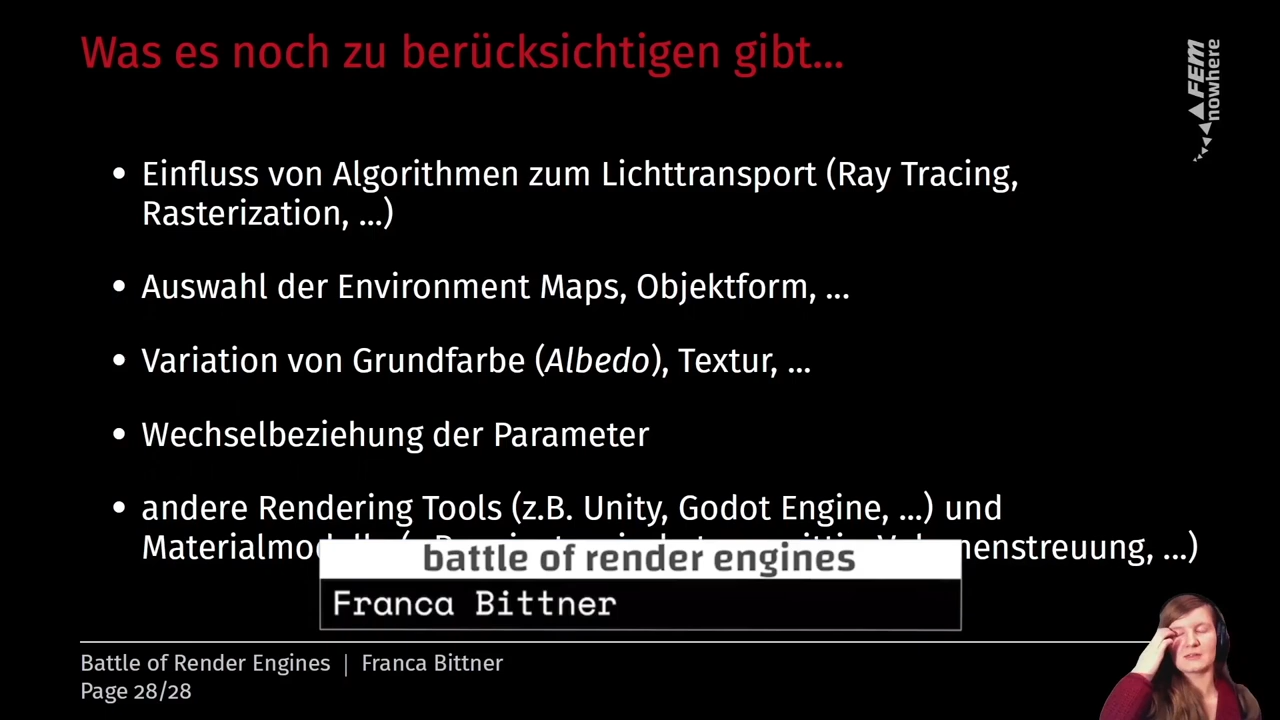 Was es noch zu berücksichtigen gibt...
FEM
nowhere
• Einfluss von Algorithmen zum Lichttransport (Ray Tracing,
Rasterization, ...)
• Auswahl der Environment Maps, Objektform, ...
• Variation von Grundfarbe (Albedo), Textur, ...
• Wechselbeziehung der Parameter
• andere Rendering Tools (z.B. Unity, Godot Engine, ...) und
battle of render engines
Franca Bittner
Battle of Render Engines | Franca Bittner
Page 28/28